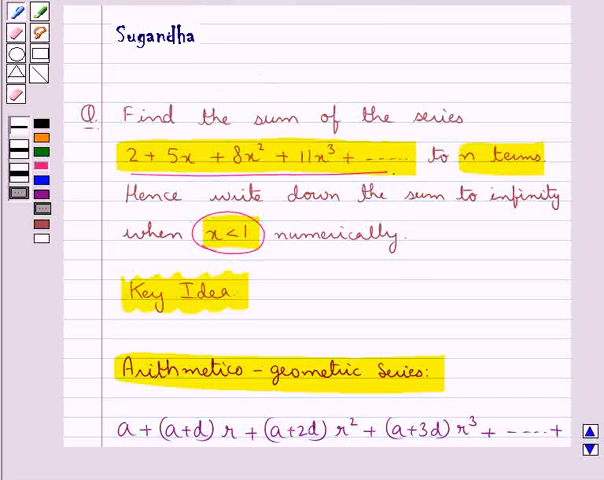 Sugandha
Q. Find the sum of the series
2 + 5x + 8x² + 11x³ + ------ to n terms.
Hence write down the sum to infinity
when x < 1 numerically.
Key Idea
Arithmetico - geometric Series:
a + (a+d) r + (a+2d) r² + (a+3d) r³ + ------ +